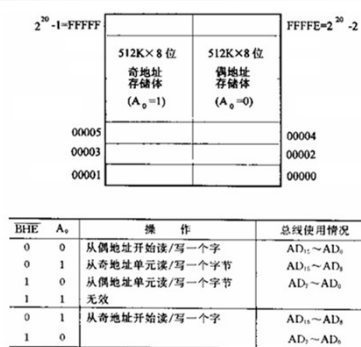 2²⁰-1=FFFFF
FFFFE=2²⁰-2
512K×8 位 512K×8 位
奇地址 偶地址
存储体 存储体
(A₀=1) (A₀=0)
00005 00004
00003 00002
00001 00000
BHE A₀ 操 作 总线使用情况
0 0 从偶地址开始读/写一个字 AD₁₅~AD₀
0 1 从奇地址单元读/写一个字节 AD₁₅~AD₈
1 0 从偶地址单元读/写一个字节 AD₇~AD₀
1 1 无效
0 1 从奇地址开始读/写一个字 AD₁₅~AD₈
1 0 AD₇~AD₀